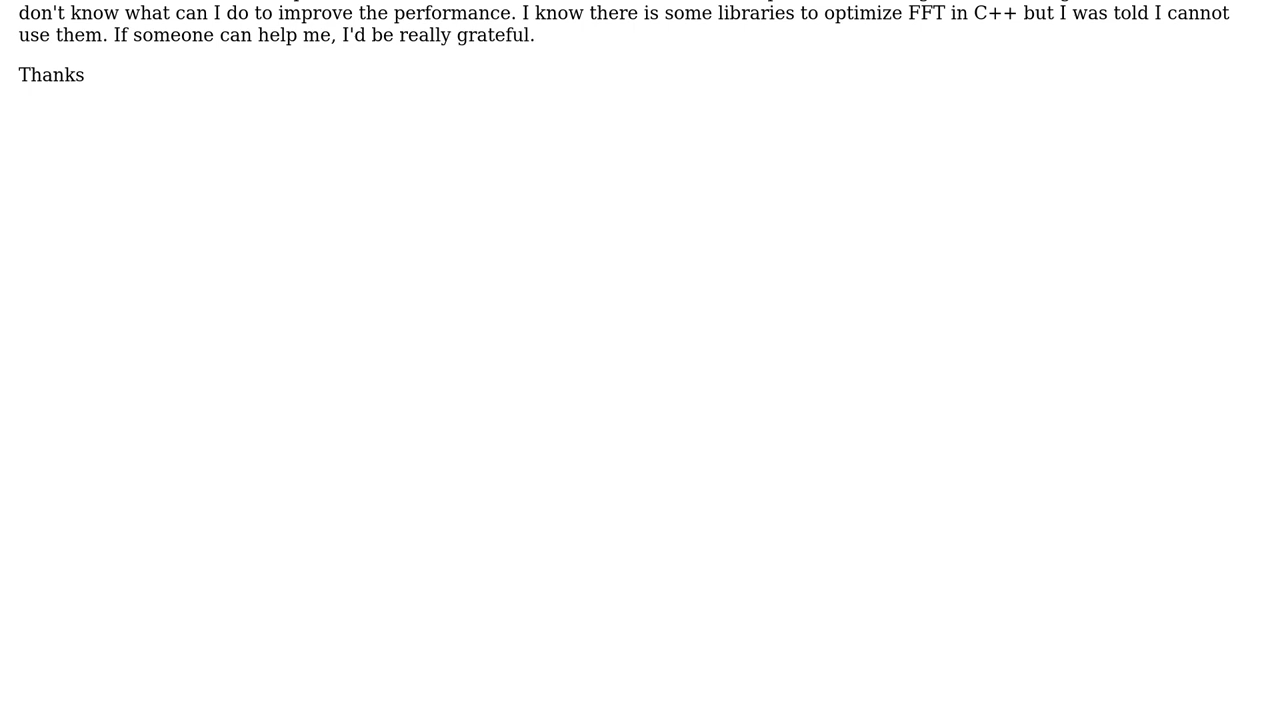 don't know what can I do to improve the performance. I know there is some libraries to optimize FFT in C++ but I was told I cannot
use them. If someone can help me, I'd be really grateful.
Thanks